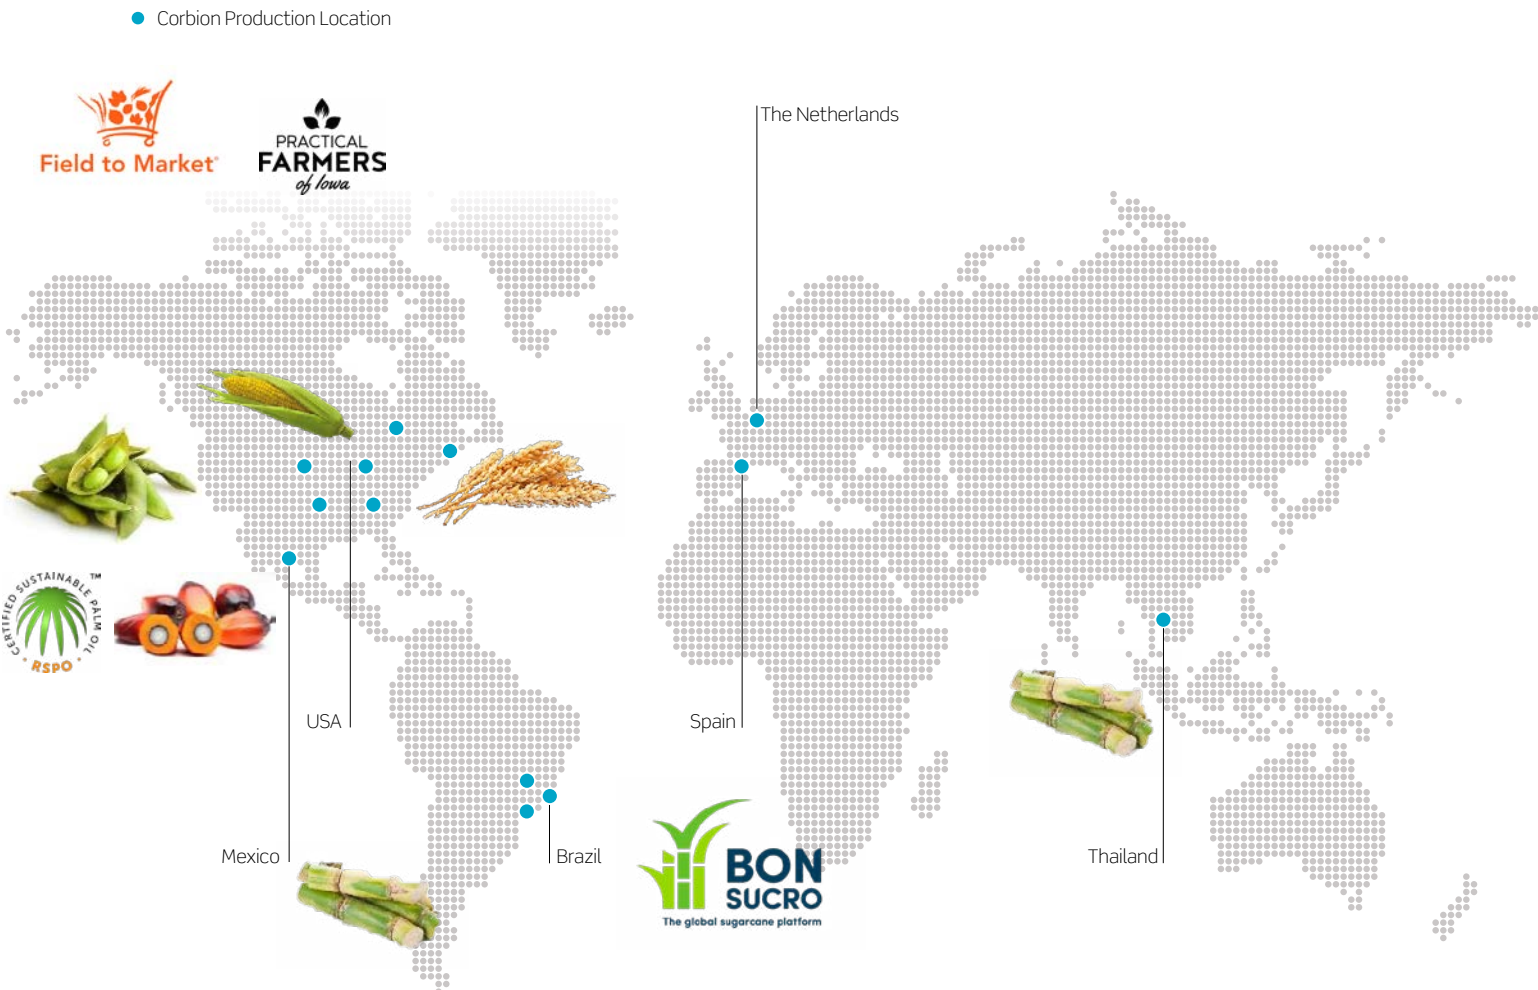 Corbion Production Location
Field to Market®
PRACTICAL
FARMERS
of Iowa
The Netherlands
CERTIFIED SUSTAINABLE PALM OIL ™
RSPO
USA
Spain
Mexico
Brazil
Thailand
BON
SUCRO
The global sugarcane platform